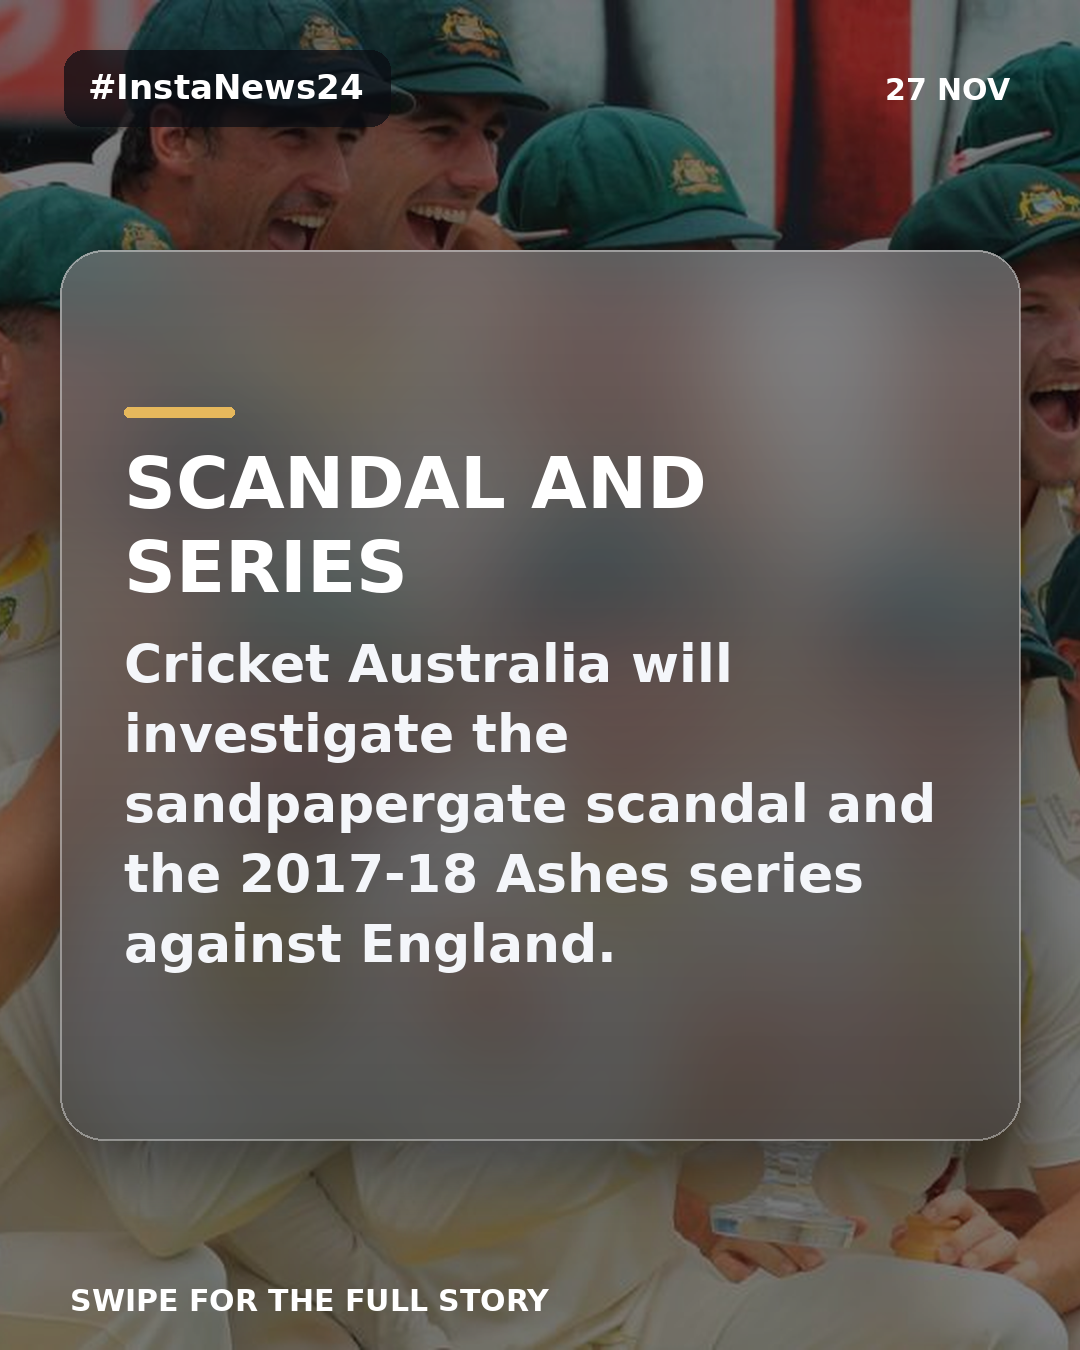 #InstaNews24
27 NOV
SCANDAL AND
SERIES
Cricket Australia will
investigate the
sandpapergate scandal and
the 2017-18 Ashes series
against England.
SWIPE FOR THE FULL STORY